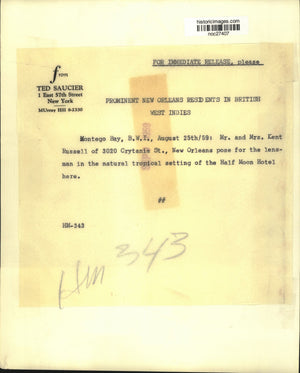 historicimages.com
noc27407
FOR IMMEDIATE RELEASE, please
f
from
TED SAUCIER
1 East 57th Street
New York
MUrray Hill 8-2330
PROMINENT NEW ORLEANS RESIDENTS IN BRITISH
WEST INDIES
Montego Bay, B.W.I., August 25th/59: Mr. and Mrs. Kent
Russell of 3020 Crytania St., New Orleans pose for the lens-
man in the natural tropical setting of the Half Moon Hotel
here.
##
HM-343
Hm 343